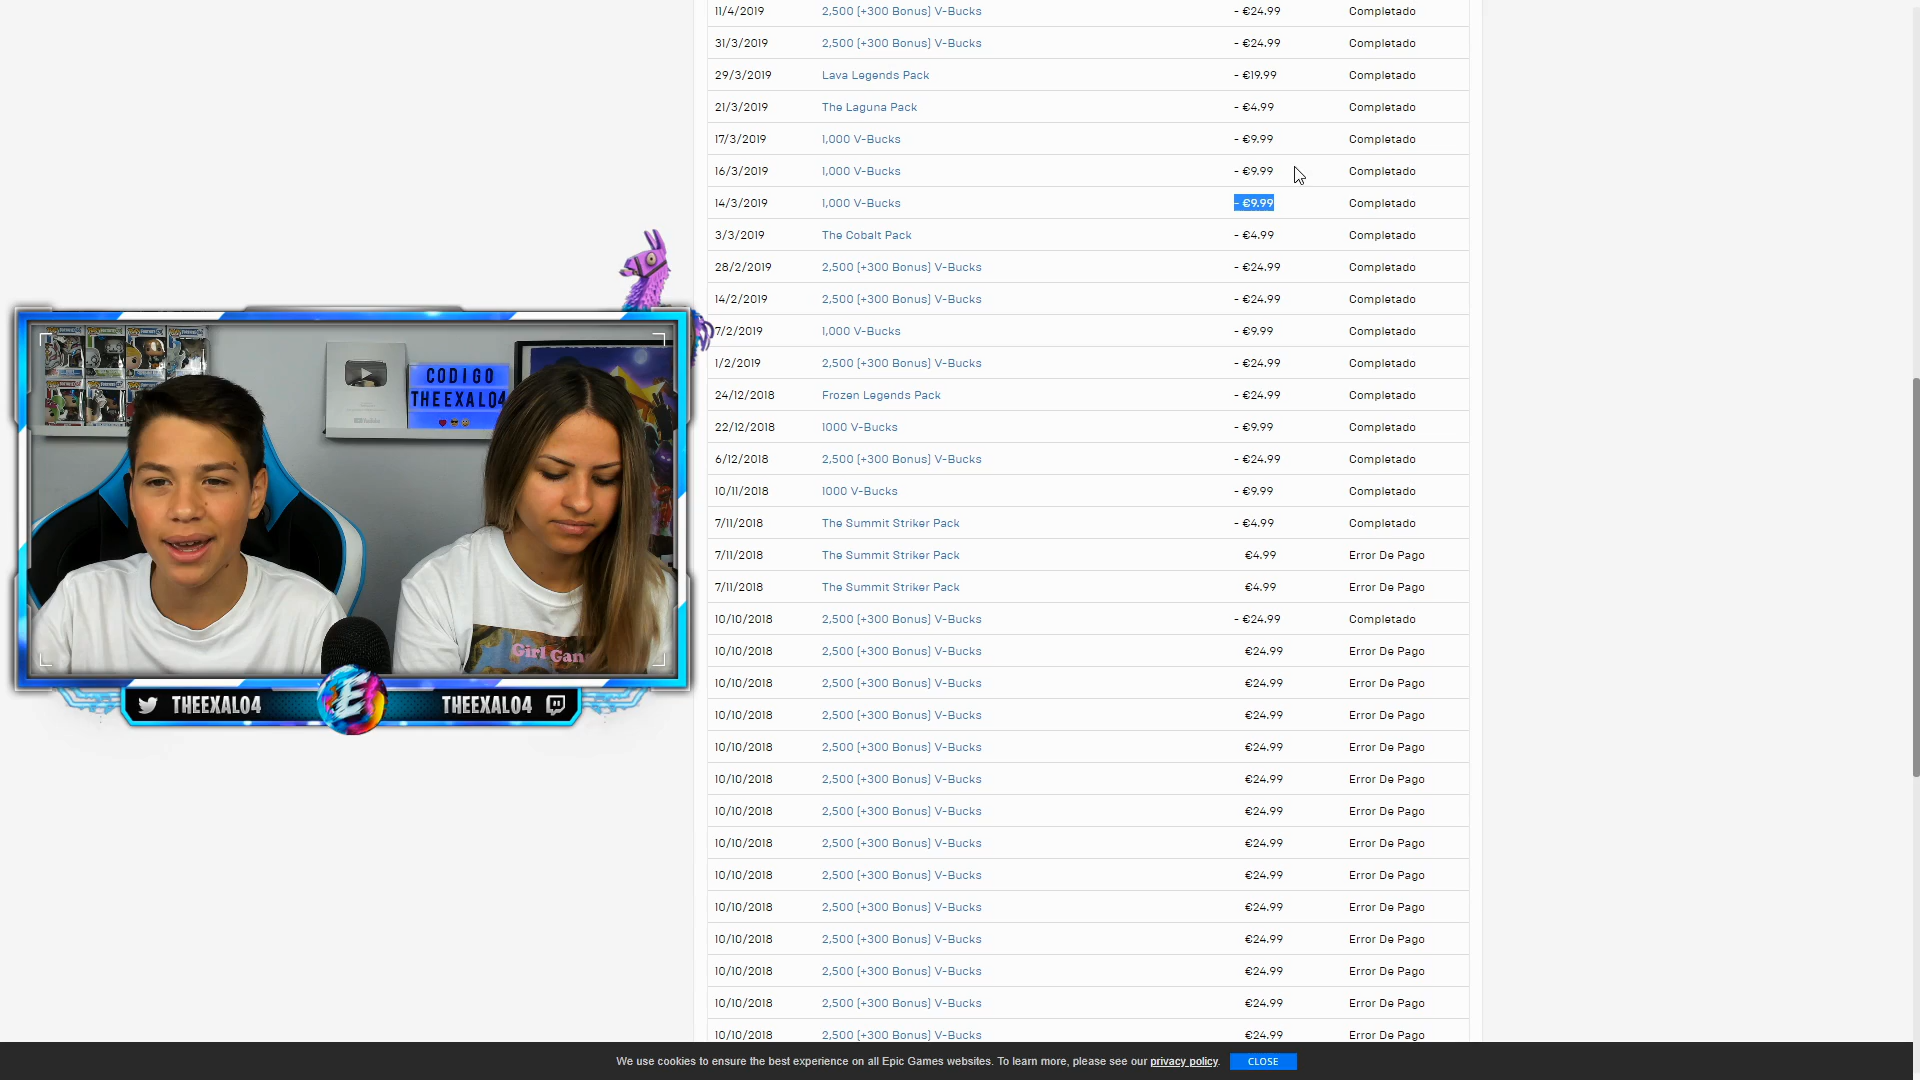 11/4/2019 2,500 (+300 Bonus) V-Bucks - €24.99 Completado
31/3/2019 2,500 (+300 Bonus) V-Bucks - €24.99 Completado
29/3/2019 Lava Legends Pack - €19.99 Completado
21/3/2019 The Laguna Pack - €4.99 Completado
17/3/2019 1,000 V-Bucks - €9.99 Completado
16/3/2019 1,000 V-Bucks - €9.99 Completado
14/3/2019 1,000 V-Bucks - €9.99 Completado
3/3/2019 The Cobalt Pack - €4.99 Completado
28/2/2019 2,500 (+300 Bonus) V-Bucks - €24.99 Completado
14/2/2019 2,500 (+300 Bonus) V-Bucks - €24.99 Completado
7/2/2019 1,000 V-Bucks - €9.99 Completado
1/2/2019 2,500 (+300 Bonus) V-Bucks - €24.99 Completado
24/12/2018 Frozen Legends Pack - €24.99 Completado
22/12/2018 1000 V-Bucks - €9.99 Completado
6/12/2018 2,500 (+300 Bonus) V-Bucks - €24.99 Completado
10/11/2018 1000 V-Bucks - €9.99 Completado
7/11/2018 The Summit Striker Pack - €4.99 Completado
7/11/2018 The Summit Striker Pack €4.99 Error De Pago
7/11/2018 The Summit Striker Pack €4.99 Error De Pago
10/10/2018 2,500 (+300 Bonus) V-Bucks - €24.99 Completado
10/10/2018 2,500 (+300 Bonus) V-Bucks €24.99 Error De Pago
10/10/2018 2,500 (+300 Bonus) V-Bucks €24.99 Error De Pago
10/10/2018 2,500 (+300 Bonus) V-Bucks €24.99 Error De Pago
10/10/2018 2,500 (+300 Bonus) V-Bucks €24.99 Error De Pago
10/10/2018 2,500 (+300 Bonus) V-Bucks €24.99 Error De Pago
10/10/2018 2,500 (+300 Bonus) V-Bucks €24.99 Error De Pago
10/10/2018 2,500 (+300 Bonus) V-Bucks €24.99 Error De Pago
10/10/2018 2,500 (+300 Bonus) V-Bucks €24.99 Error De Pago
10/10/2018 2,500 (+300 Bonus) V-Bucks €24.99 Error De Pago
10/10/2018 2,500 (+300 Bonus) V-Bucks €24.99 Error De Pago
10/10/2018 2,500 (+300 Bonus) V-Bucks €24.99 Error De Pago
10/10/2018 2,500 (+300 Bonus) V-Bucks €24.99 Error De Pago
10/10/2018 2,500 (+300 Bonus) V-Bucks €24.99 Error De Pago
CODIGO
THEEXAL04
YouTube
Girl Gan
THEEXAL04
E
THEEXAL04
We use cookies to ensure the best experience on all Epic Games websites. To learn more, please see our privacy policy.
CLOSE